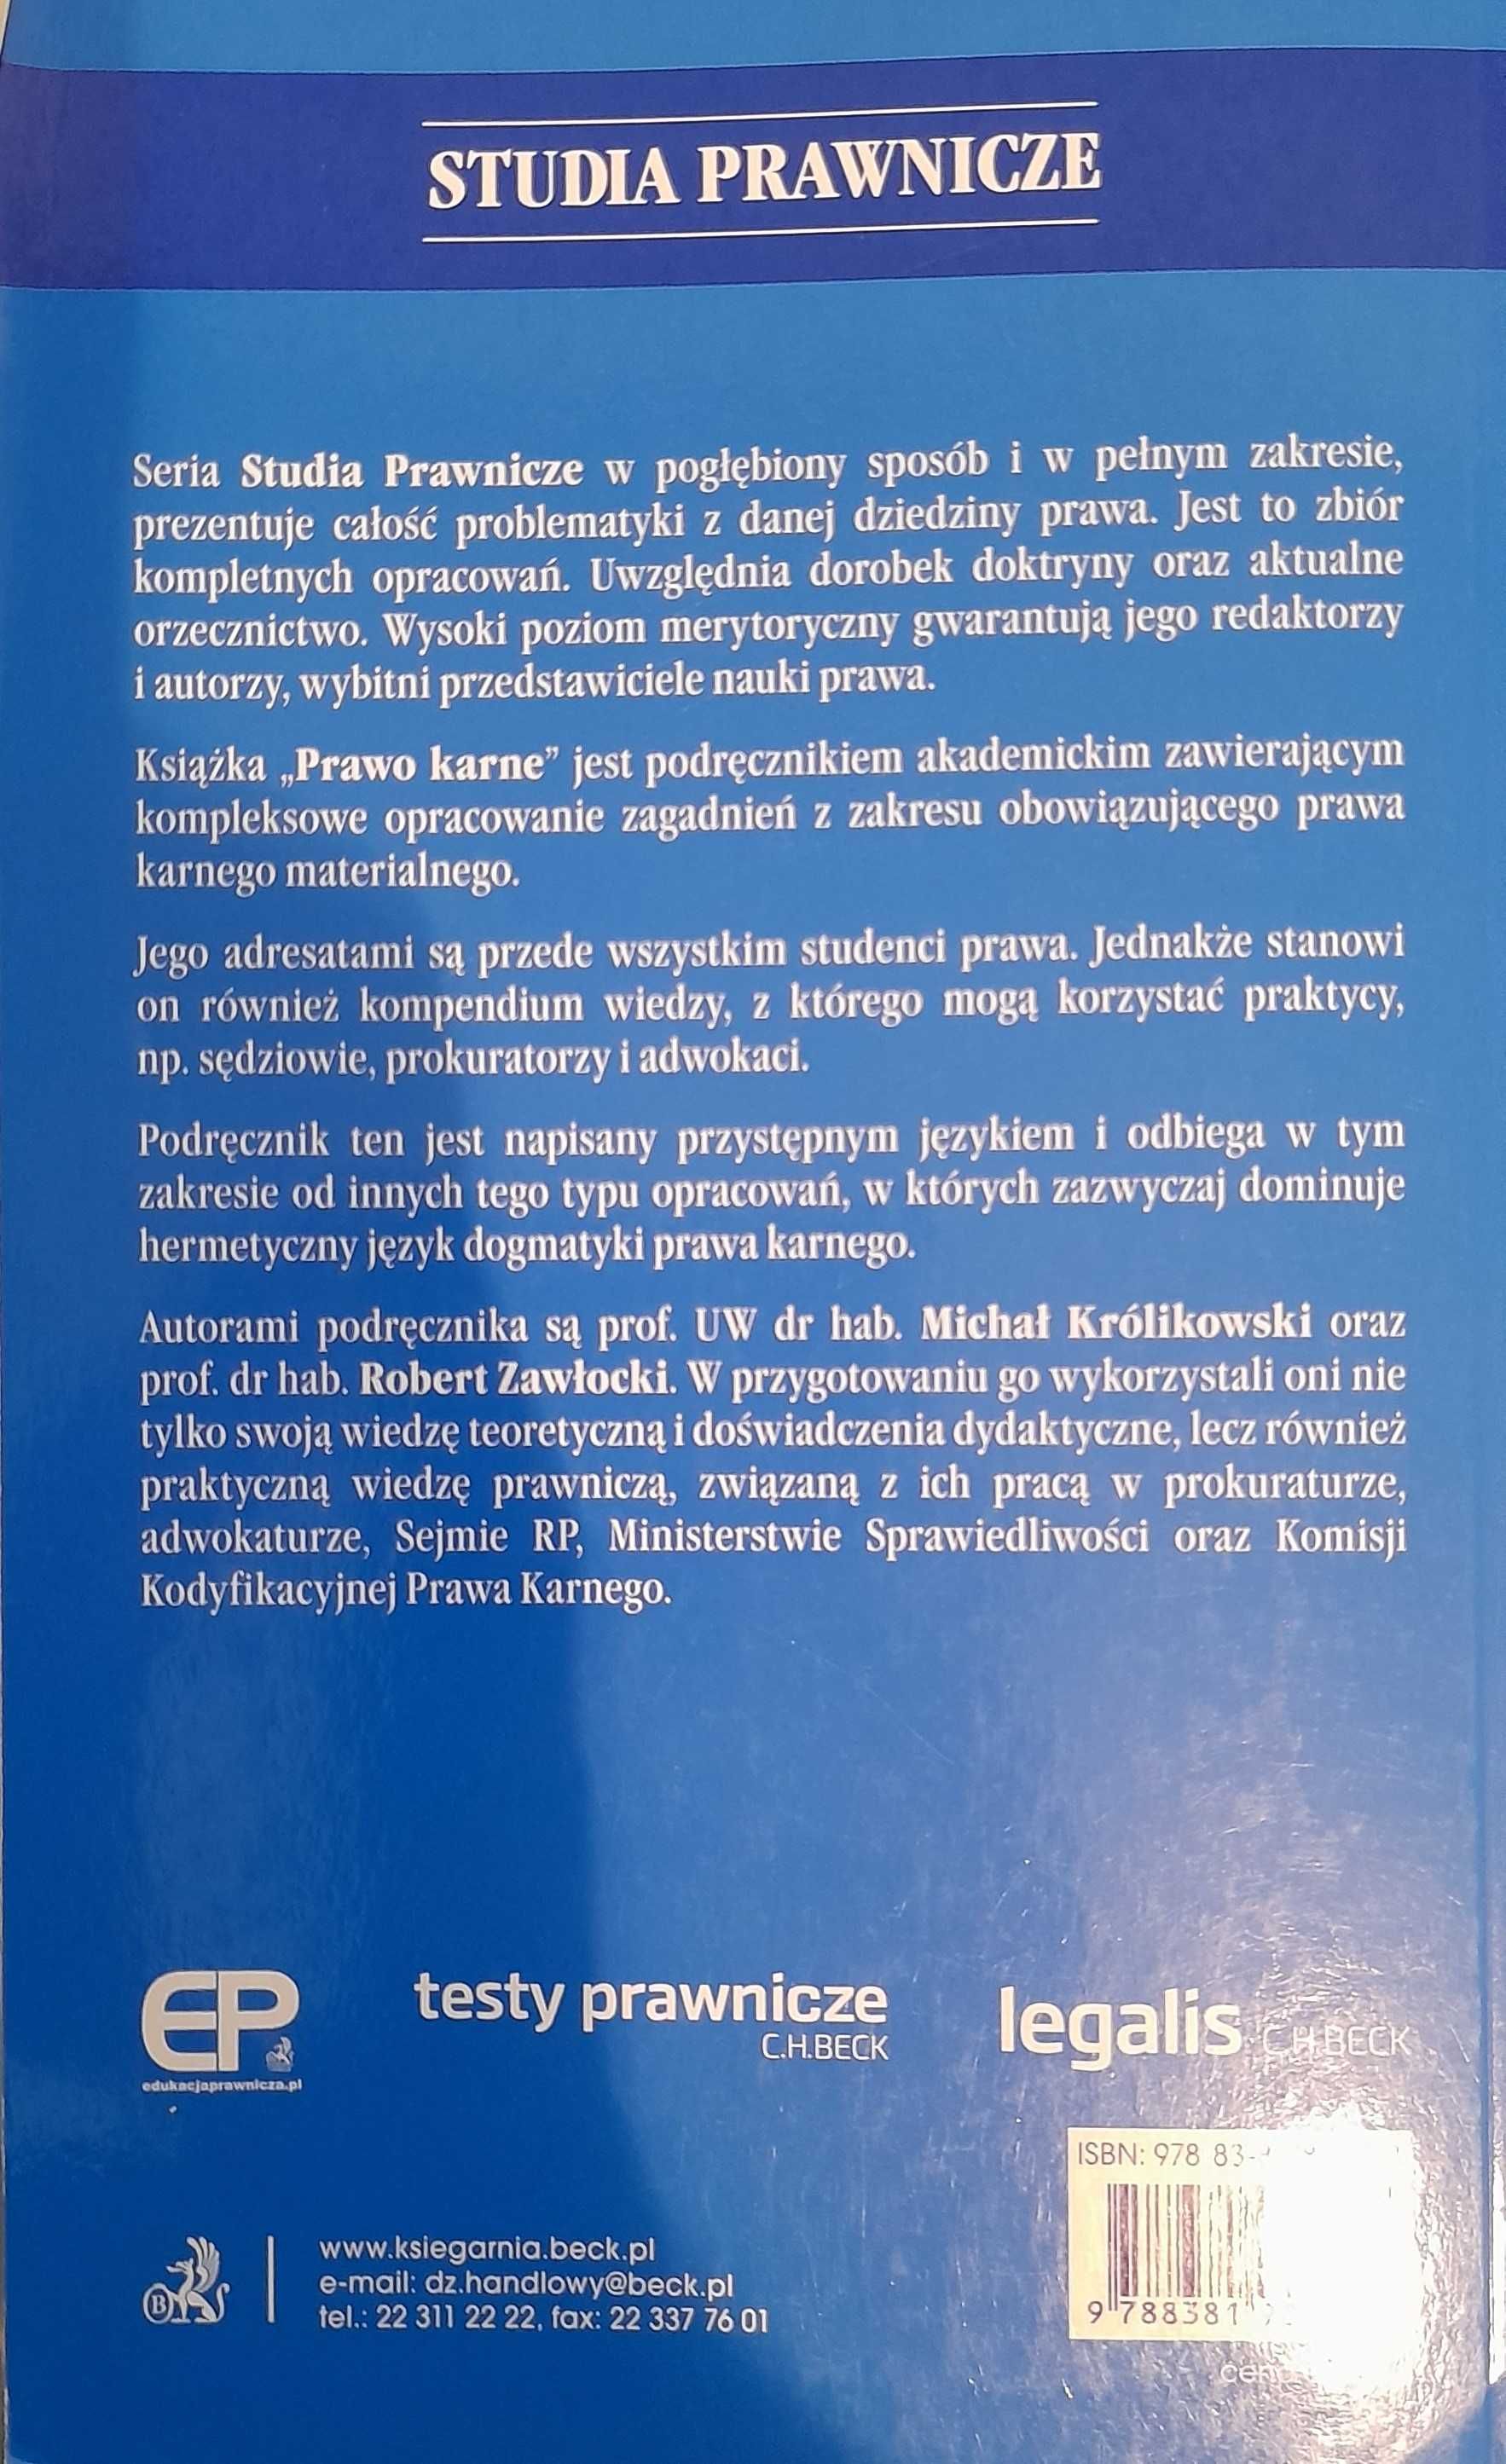 STUDIA PRAWNICZE
Seria Studia Prawnicze w pogłębiony sposób i w pełnym zakresie,
prezentuje całość problematyki z danej dziedziny prawa. Jest to zbiór
kompletnych opracowań. Uwzględnia dorobek doktryny oraz aktualne
orzecznictwo. Wysoki poziom merytoryczny gwarantują jego redaktorzy
i autorzy, wybitni przedstawiciele nauki prawa.
Książka „Prawo karne” jest podręcznikiem akademickim zawierającym
kompleksowe opracowanie zagadnień z zakresu obowiązującego prawa
karnego materialnego.
Jego adresatami są przede wszystkim studenci prawa. Jednakże stanowi
on również kompendium wiedzy, z którego mogą korzystać praktycy,
np. sędziowie, prokuratorzy i adwokaci.
Podręcznik ten jest napisany przystępnym językiem i odbiega w tym
zakresie od innych tego typu opracowań, w których zazwyczaj dominuje
hermetyczny język dogmatyki prawa karnego.
Autorami podręcznika są prof. UW dr hab. Michał Królikowski oraz
prof. dr hab. Robert Zawłocki. W przygotowaniu go wykorzystali oni nie
tylko swoją wiedzę teoretyczną i doświadczenia dydaktyczne, lecz również
praktyczną wiedzę prawniczą, związaną z ich pracą w prokuraturze,
adwokaturze, Sejmie RP, Ministerstwie Sprawiedliwości oraz Komisji
Kodyfikacyjnej Prawa Karnego.
EP
edukacjaprawnicza.pl
testy prawnicze
C.H.BECK
legalis C.H.BECK
ISBN: 978 83-
9 788381
B
www.ksiegarnia.beck.pl
e-mail: dz.handlowy@beck.pl
tel.: 22 311 22 22, fax: 22 337 76 01